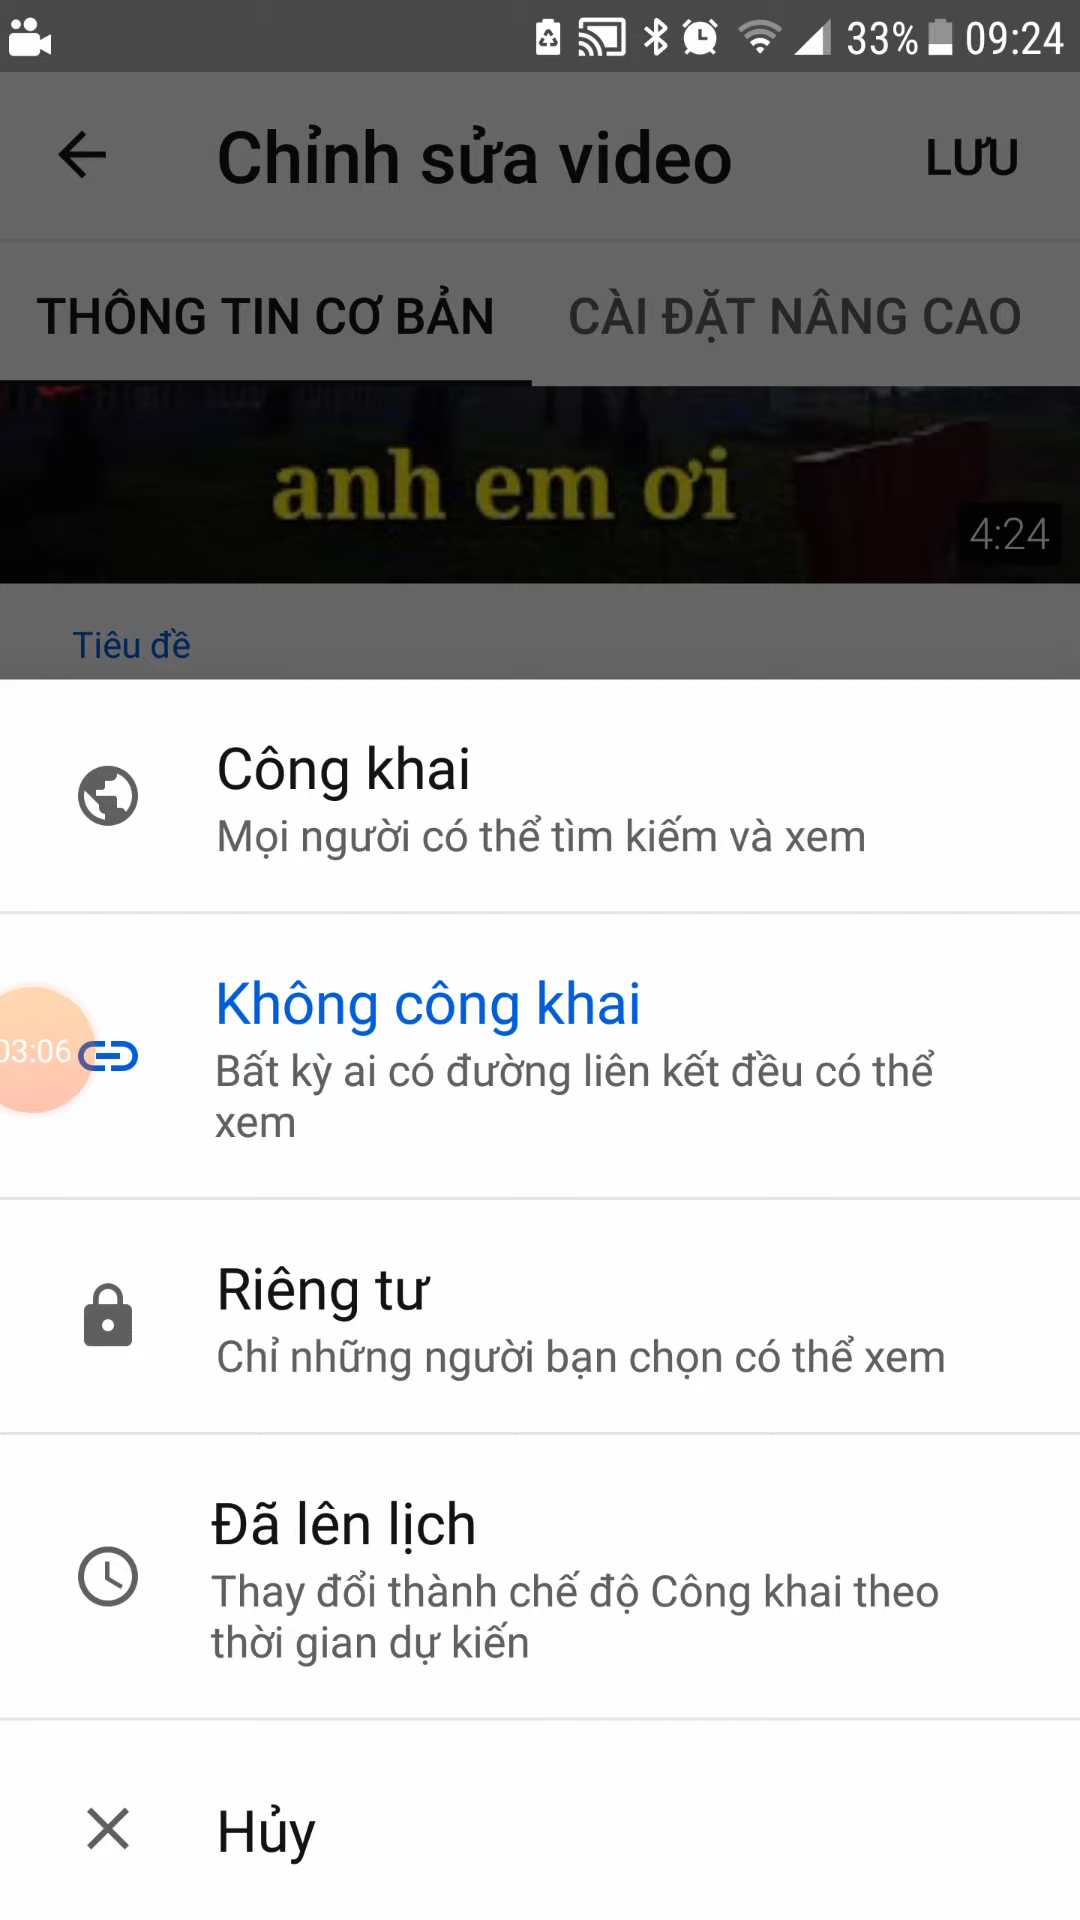 33% 09:24
Chỉnh sửa video LƯU
THÔNG TIN CƠ BẢN CÀI ĐẶT NÂNG CAO
anh em ơi
4:24
Tiêu đề
Công khai
Mọi người có thể tìm kiếm và xem
Không công khai
03:06
Bất kỳ ai có đường liên kết đều có thể
xem
Riêng tư
Chỉ những người bạn chọn có thể xem
Đã lên lịch
Thay đổi thành chế độ Công khai theo
thời gian dự kiến
Hủy